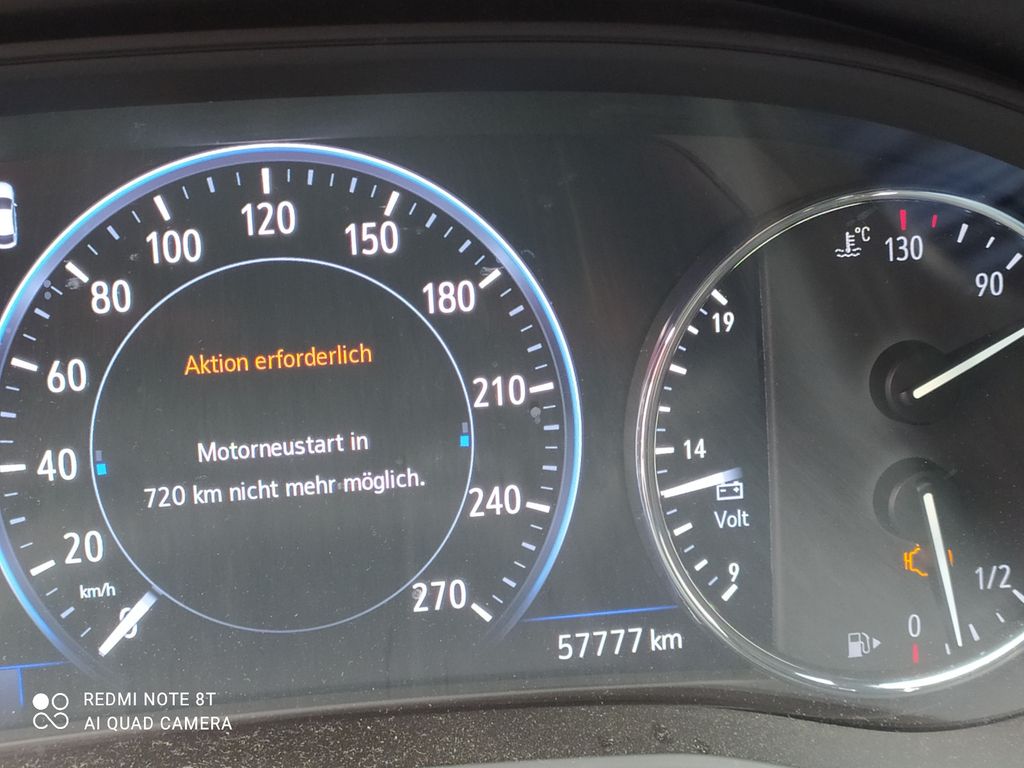 120
100
150
80
180
60
Aktion erforderlich
210
40
Motorneustart in
720 km nicht mehr möglich.
240
20
km/h
270
0
57777 km
°C
130
90
19
14
Volt
9
1/2
0
REDMI NOTE 8T
AI QUAD CAMERA